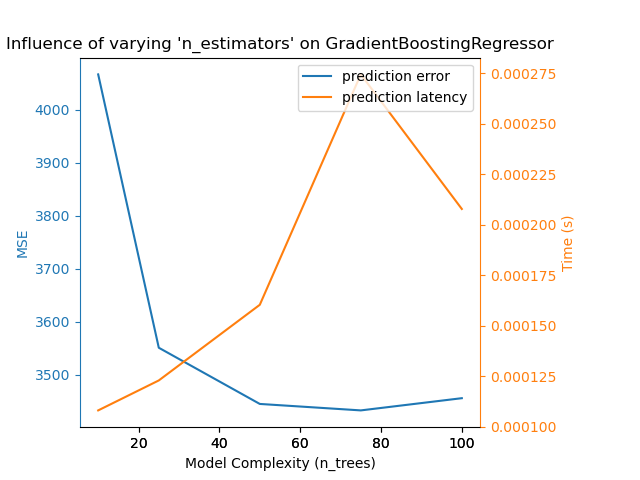 Influence of varying 'n_estimators' on GradientBoostingRegressor
prediction error
prediction latency
MSE
4000
3900
3800
3700
3600
3500
0.000275
0.000250
0.000225
0.000200
0.000175
0.000150
0.000125
0.000100
Time (s)
20 40 60 80 100
Model Complexity (n_trees)